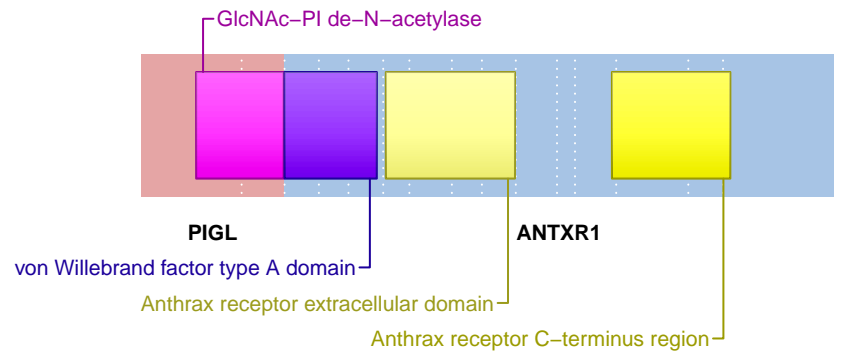 GlcNAc−PI de−N−acetylase
PIGL
ANTXR1
von Willebrand factor type A domain
Anthrax receptor extracellular domain
Anthrax receptor C−terminus region